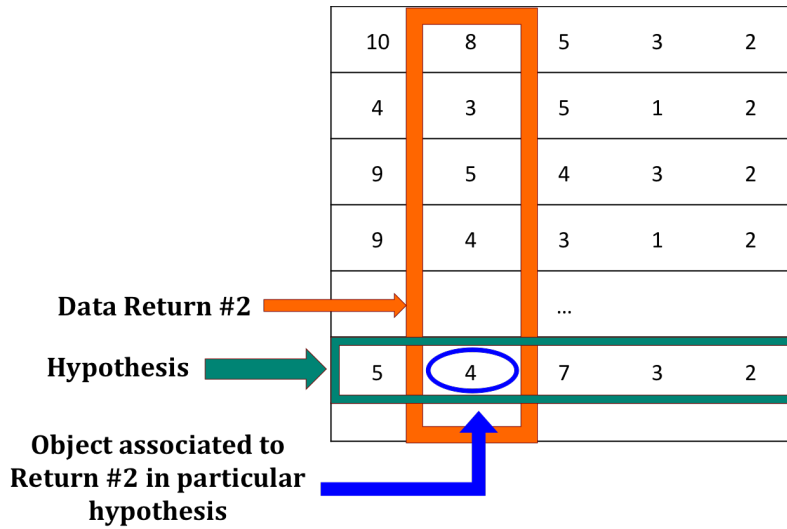 10 8 5 3 2
4 3 5 1 2
9 5 4 3 2
9 4 3 1 2
Data Return #2
...
Hypothesis
5 4 7 3 2
Object associated to
Return #2 in particular
hypothesis